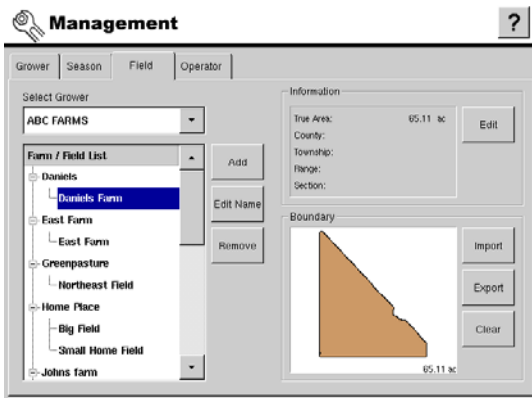 Management
?
Grower Season Field Operator
Select Grower
ABC FARMS
Farm / Field List
Daniels
Daniels Farm
East Farm
East Farm
Greenpasture
Northeast Field
Home Place
Big Field
Small Home Field
Johns farm
Add
Edit Name
Remove
Information
True Area: 65.11 ac
County:
Township:
Range:
Section:
Edit
Boundary
65.11 ac
Import
Export
Clear